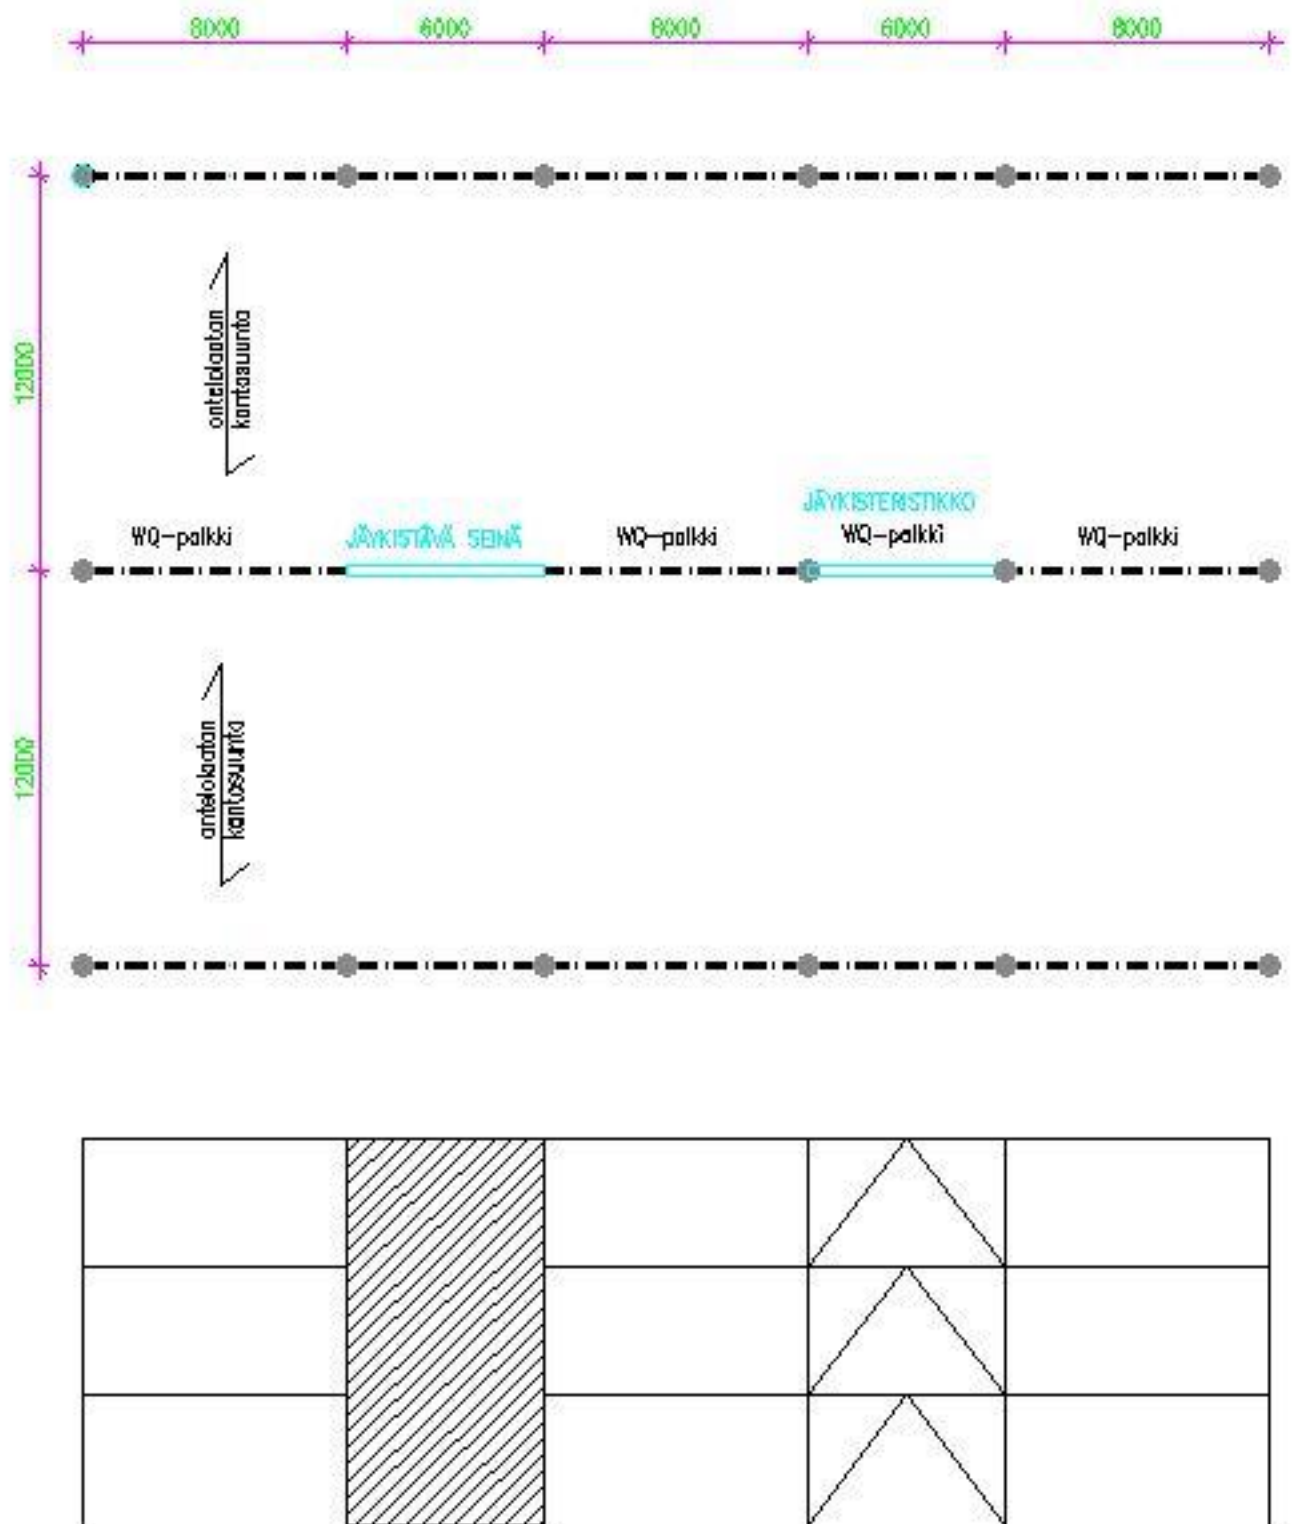 8000 6000 8000 6000 8000
12000
ontelolaatan
kantosuunta
JÄYKISTERISTIKKO
WQ-palkki JÄYKISTÄVÄ SEINÄ WQ-palkki WQ-palkki WQ-palkki
12000
ontelolaatan
kantosuunta